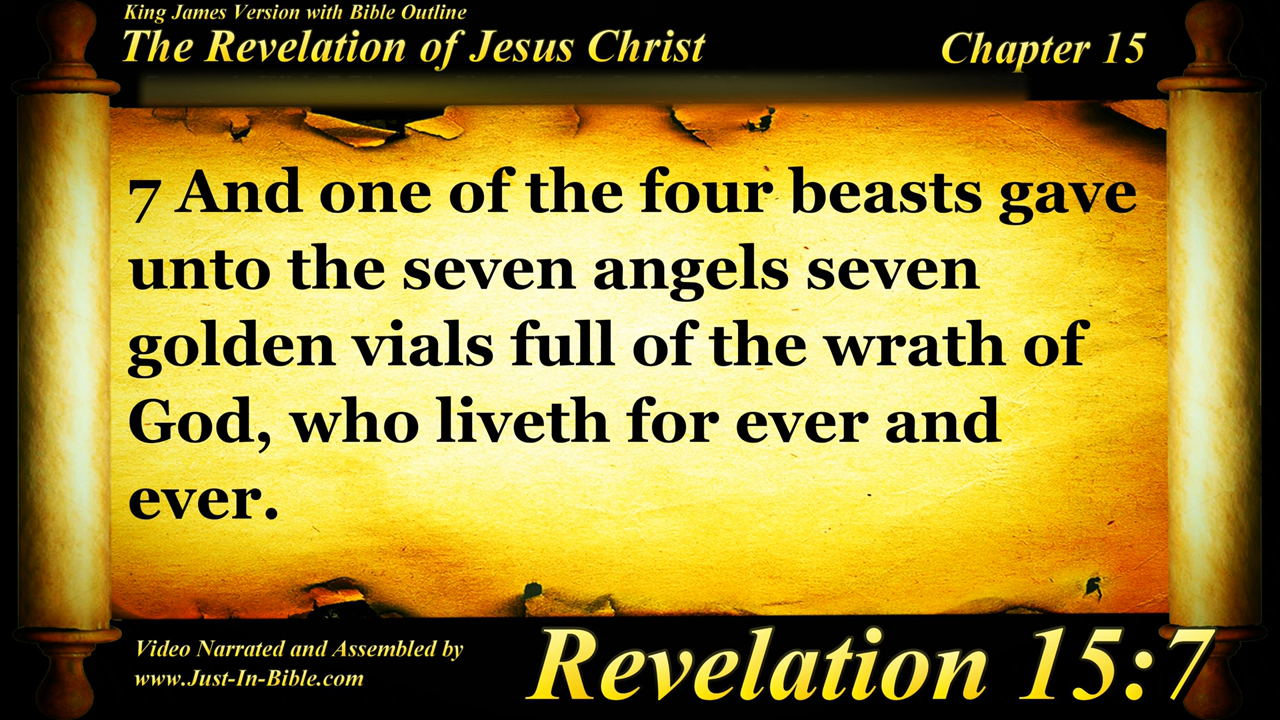 King James Version with Bible Outline
The Revelation of Jesus Christ
Chapter 15
7 And one of the four beasts gave
unto the seven angels seven
golden vials full of the wrath of
God, who liveth for ever and
ever.
Video Narrated and Assembled by
www.Just-In-Bible.com
Revelation 15:7